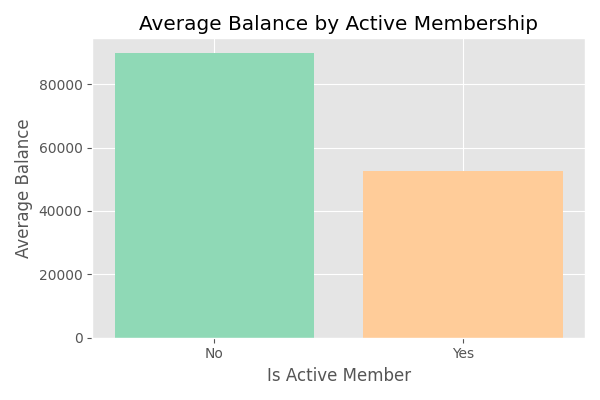 Average Balance by Active Membership
Average Balance
80000
60000
40000
20000
0
No
Yes
Is Active Member